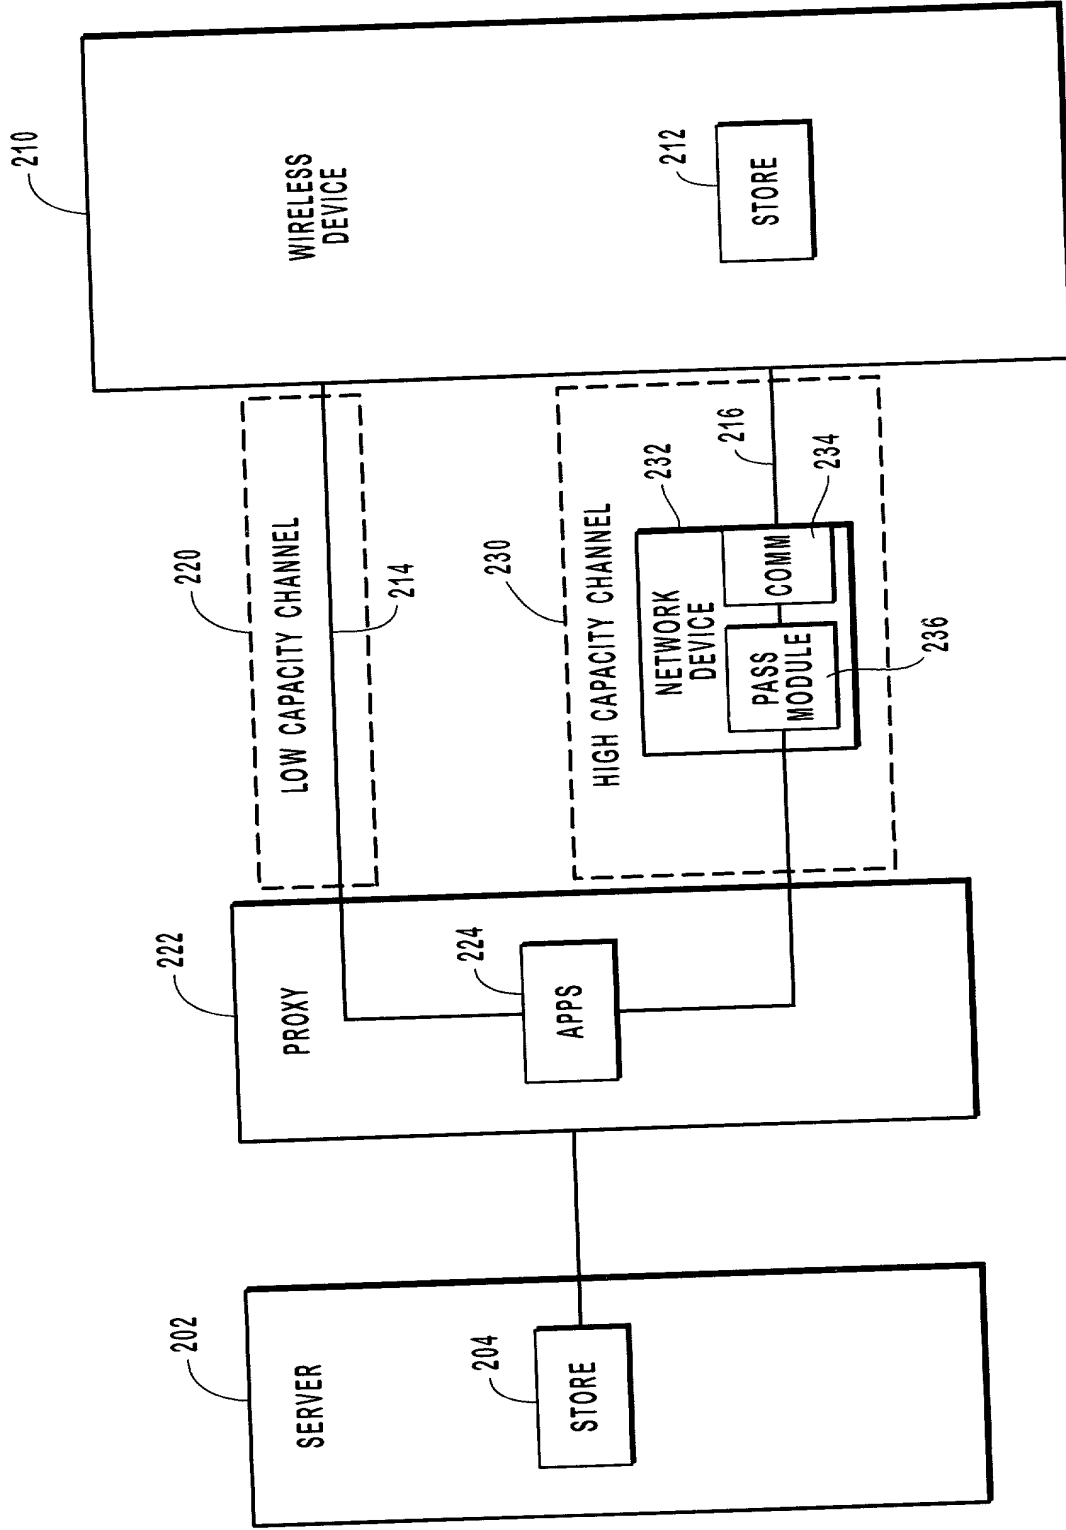 202
SERVER
204
STORE
222
PROXY
224
APPS
220
LOW CAPACITY CHANNEL
214
230
HIGH CAPACITY CHANNEL
232
NETWORK
DEVICE
216
PASS
MODULE
COMM
234
236
210
WIRELESS
DEVICE
212
STORE